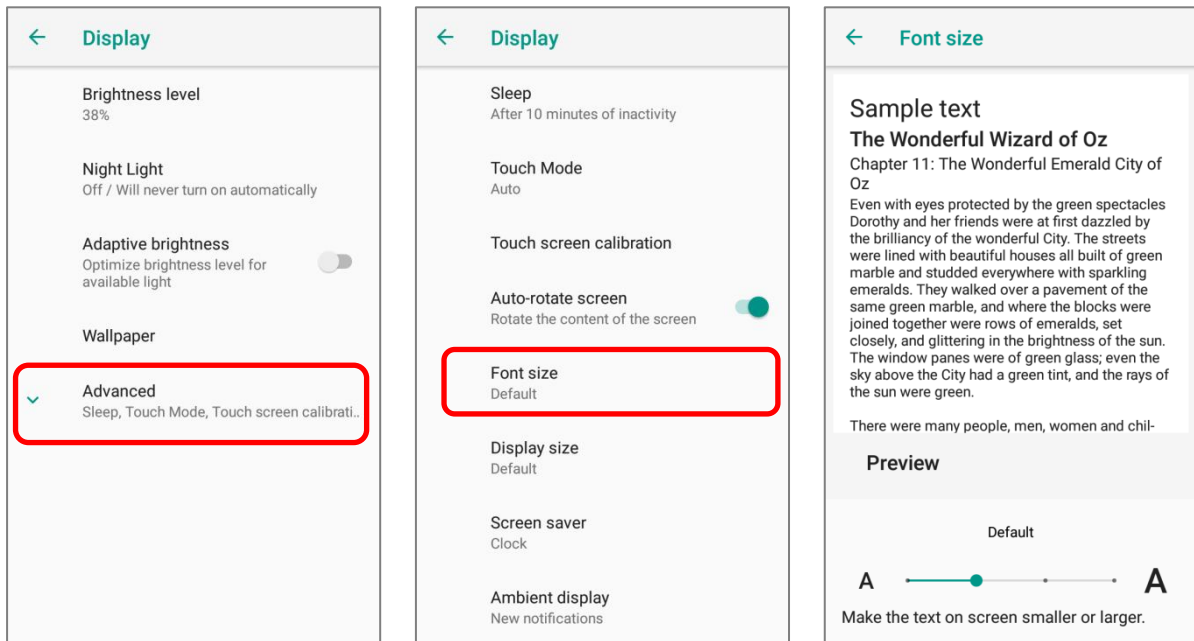 Display
Brightness level
38%
Night Light
Off / Will never turn on automatically
Adaptive brightness
Optimize brightness level for
available light
Wallpaper
Advanced
Sleep, Touch Mode, Touch screen calibrati..
Display
Sleep
After 10 minutes of inactivity
Touch Mode
Auto
Touch screen calibration
Auto-rotate screen
Rotate the content of the screen
Font size
Default
Display size
Default
Screen saver
Clock
Ambient display
New notifications
Font size
Sample text
The Wonderful Wizard of Oz
Chapter 11: The Wonderful Emerald City of
Oz
Even with eyes protected by the green spectacles
Dorothy and her friends were at first dazzled by
the brilliancy of the wonderful City. The streets
were lined with beautiful houses all built of green
marble and studded everywhere with sparkling
emeralds. They walked over a pavement of the
same green marble, and where the blocks were
joined together were rows of emeralds, set
closely, and glittering in the brightness of the sun.
The window panes were of green glass; even the
sky above the City had a green tint, and the rays of
the sun were green.
There were many people, men, women and chil-
Preview
Default
A A
Make the text on screen smaller or larger.